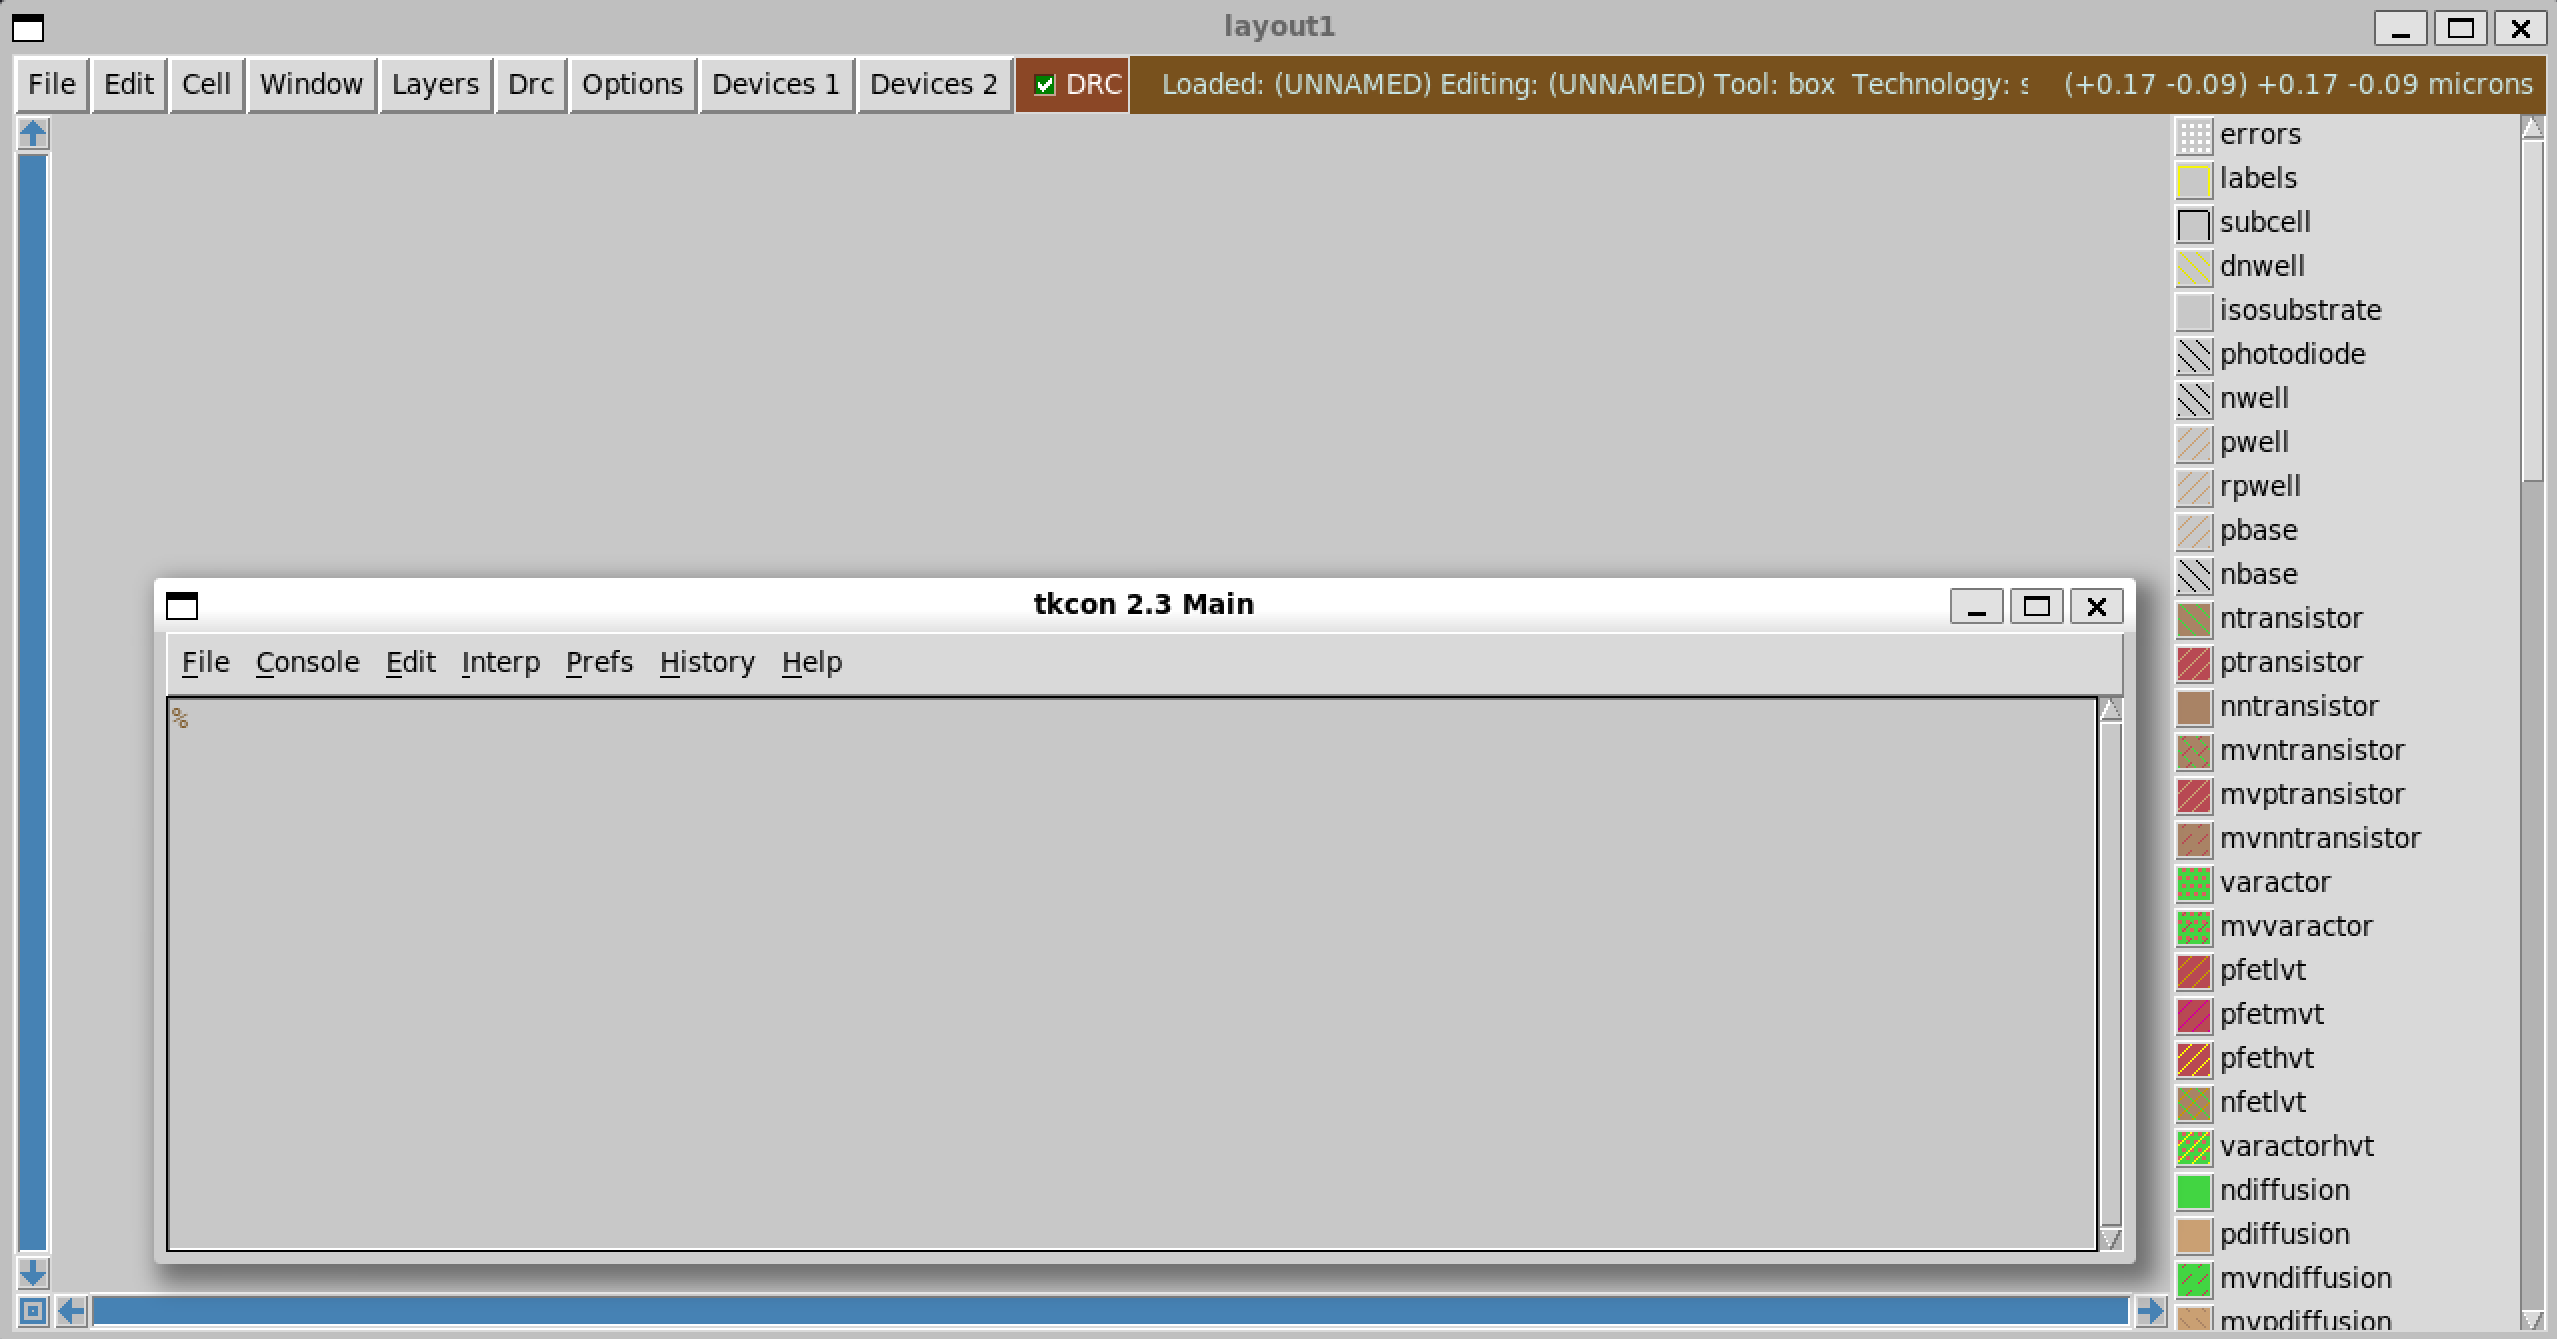 layout1
File Edit Cell Window Layers Drc Options Devices 1 Devices 2 DRC Loaded: (UNNAMED) Editing: (UNNAMED) Tool: box Technology: s (+0.17 -0.09) +0.17 -0.09 microns
errors
labels
subcell
dnwell
isosubstrate
photodiode
nwell
pwell
rpwell
pbase
nbase
ntransistor
ptransistor
nntransistor
mvntransistor
mvptransistor
mvnntransistor
varactor
mvvaractor
pfetlvt
pfetmvt
pfethvt
nfetlvt
varactorhvt
ndiffusion
pdiffusion
mvndiffusion
mvpdiffusion
tkcon 2.3 Main
File Console Edit Interp Prefs History Help
%